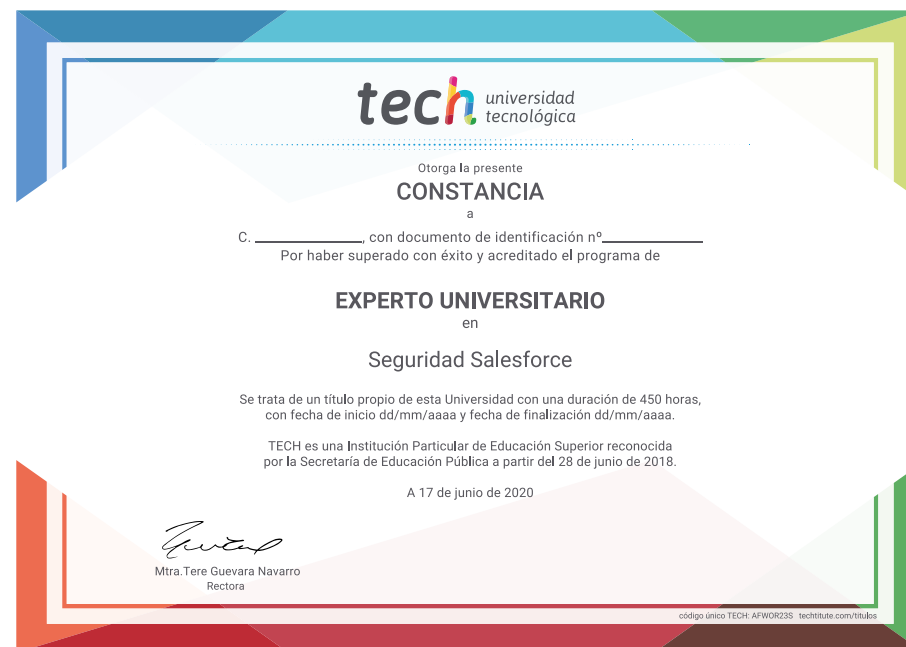 tech universidad
tecnológica
Otorga la presente
CONSTANCIA
a
C. ____________, con documento de identificación nº____________
Por haber superado con éxito y acreditado el programa de
EXPERTO UNIVERSITARIO
en
Seguridad Salesforce
Se trata de un título propio de esta Universidad con una duración de 450 horas,
con fecha de inicio dd/mm/aaaa y fecha de finalización dd/mm/aaaa.
TECH es una Institución Particular de Educación Superior reconocida
por la Secretaría de Educación Pública a partir del 28 de junio de 2018.
A 17 de junio de 2020
Mtra.Tere Guevara Navarro
Rectora
código único TECH: AFWOR23S techtitute.com/titulos